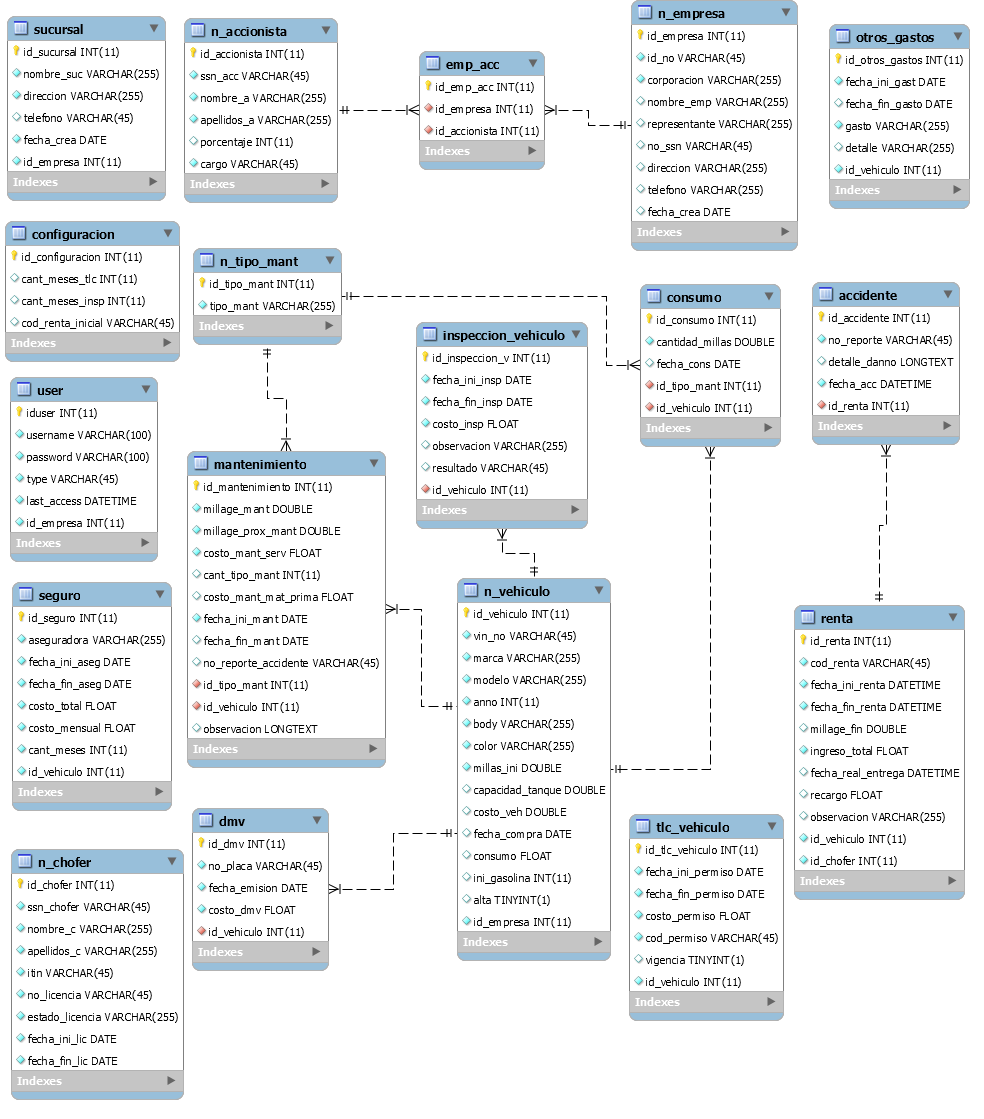 sucursal
id_sucursal INT(11)
nombre_suc VARCHAR(255)
direccion VARCHAR(255)
telefono VARCHAR(45)
fecha_crea DATE
id_empresa INT(11)
Indexes
n_accionista
id_accionista INT(11)
ssn_acc VARCHAR(45)
nombre_a VARCHAR(255)
apellidos_a VARCHAR(255)
porcentaje INT(11)
cargo VARCHAR(45)
Indexes
emp_acc
id_emp_acc INT(11)
id_empresa INT(11)
id_accionista INT(11)
Indexes
n_empresa
id_empresa INT(11)
id_no VARCHAR(45)
corporacion VARCHAR(255)
nombre_emp VARCHAR(255)
representante VARCHAR(255)
no_ssn VARCHAR(45)
direccion VARCHAR(255)
telefono VARCHAR(255)
fecha_crea DATE
Indexes
otros_gastos
id_otros_gastos INT(11)
fecha_ini_gast DATE
fecha_fin_gasto DATE
gasto VARCHAR(255)
detalle VARCHAR(255)
id_vehiculo INT(11)
Indexes
configuracion
id_configuracion INT(11)
cant_meses_tlc INT(11)
cant_meses_insp INT(11)
cod_renta_inicial VARCHAR(45)
Indexes
n_tipo_mant
id_tipo_mant INT(11)
tipo_mant VARCHAR(255)
Indexes
inspeccion_vehiculo
id_inspeccion_v INT(11)
fecha_ini_insp DATE
fecha_fin_insp DATE
costo_insp FLOAT
observacion VARCHAR(255)
resultado VARCHAR(45)
id_vehiculo INT(11)
Indexes
consumo
id_consumo INT(11)
cantidad_millas DOUBLE
fecha_cons DATE
id_tipo_mant INT(11)
id_vehiculo INT(11)
Indexes
accidente
id_accidente INT(11)
no_reporte VARCHAR(45)
detalle_danno LONGTEXT
fecha_acc DATETIME
id_renta INT(11)
Indexes
user
iduser INT(11)
username VARCHAR(100)
password VARCHAR(100)
type VARCHAR(45)
last_access DATETIME
id_empresa INT(11)
Indexes
mantenimiento
id_mantenimiento INT(11)
millage_mant DOUBLE
millage_prox_mant DOUBLE
costo_mant_serv FLOAT
cant_tipo_mant INT(11)
costo_mant_mat_prima FLOAT
fecha_ini_mant DATE
fecha_fin_mant DATE
no_reporte_accidente VARCHAR(45)
id_tipo_mant INT(11)
id_vehiculo INT(11)
observacion LONGTEXT
Indexes
seguro
id_seguro INT(11)
aseguradora VARCHAR(255)
fecha_ini_aseg DATE
fecha_fin_aseg DATE
costo_total FLOAT
costo_mensual FLOAT
cant_meses INT(11)
id_vehiculo INT(11)
Indexes
n_vehiculo
id_vehiculo INT(11)
vin_no VARCHAR(45)
marca VARCHAR(255)
modelo VARCHAR(255)
anno INT(11)
body VARCHAR(255)
color VARCHAR(255)
millas_ini DOUBLE
capacidad_tanque DOUBLE
costo_veh DOUBLE
fecha_compra DATE
consumo FLOAT
ini_gasolina INT(11)
alta TINYINT(1)
id_empresa INT(11)
Indexes
renta
id_renta INT(11)
cod_renta VARCHAR(45)
fecha_ini_renta DATETIME
fecha_fin_renta DATETIME
millage_fin DOUBLE
ingreso_total FLOAT
fecha_real_entrega DATETIME
recargo FLOAT
observacion VARCHAR(255)
id_vehiculo INT(11)
id_chofer INT(11)
Indexes
dmv
id_dmv INT(11)
no_placa VARCHAR(45)
fecha_emision DATE
costo_dmv FLOAT
id_vehiculo INT(11)
Indexes
tlc_vehiculo
id_tlc_vehiculo INT(11)
fecha_ini_permiso DATE
fecha_fin_permiso DATE
costo_permiso FLOAT
cod_permiso VARCHAR(45)
vigencia TINYINT(1)
id_vehiculo INT(11)
Indexes
n_chofer
id_chofer INT(11)
ssn_chofer VARCHAR(45)
nombre_c VARCHAR(255)
apellidos_c VARCHAR(255)
itin VARCHAR(45)
no_licencia VARCHAR(45)
estado_licencia VARCHAR(255)
fecha_ini_lic DATE
fecha_fin_lic DATE
Indexes